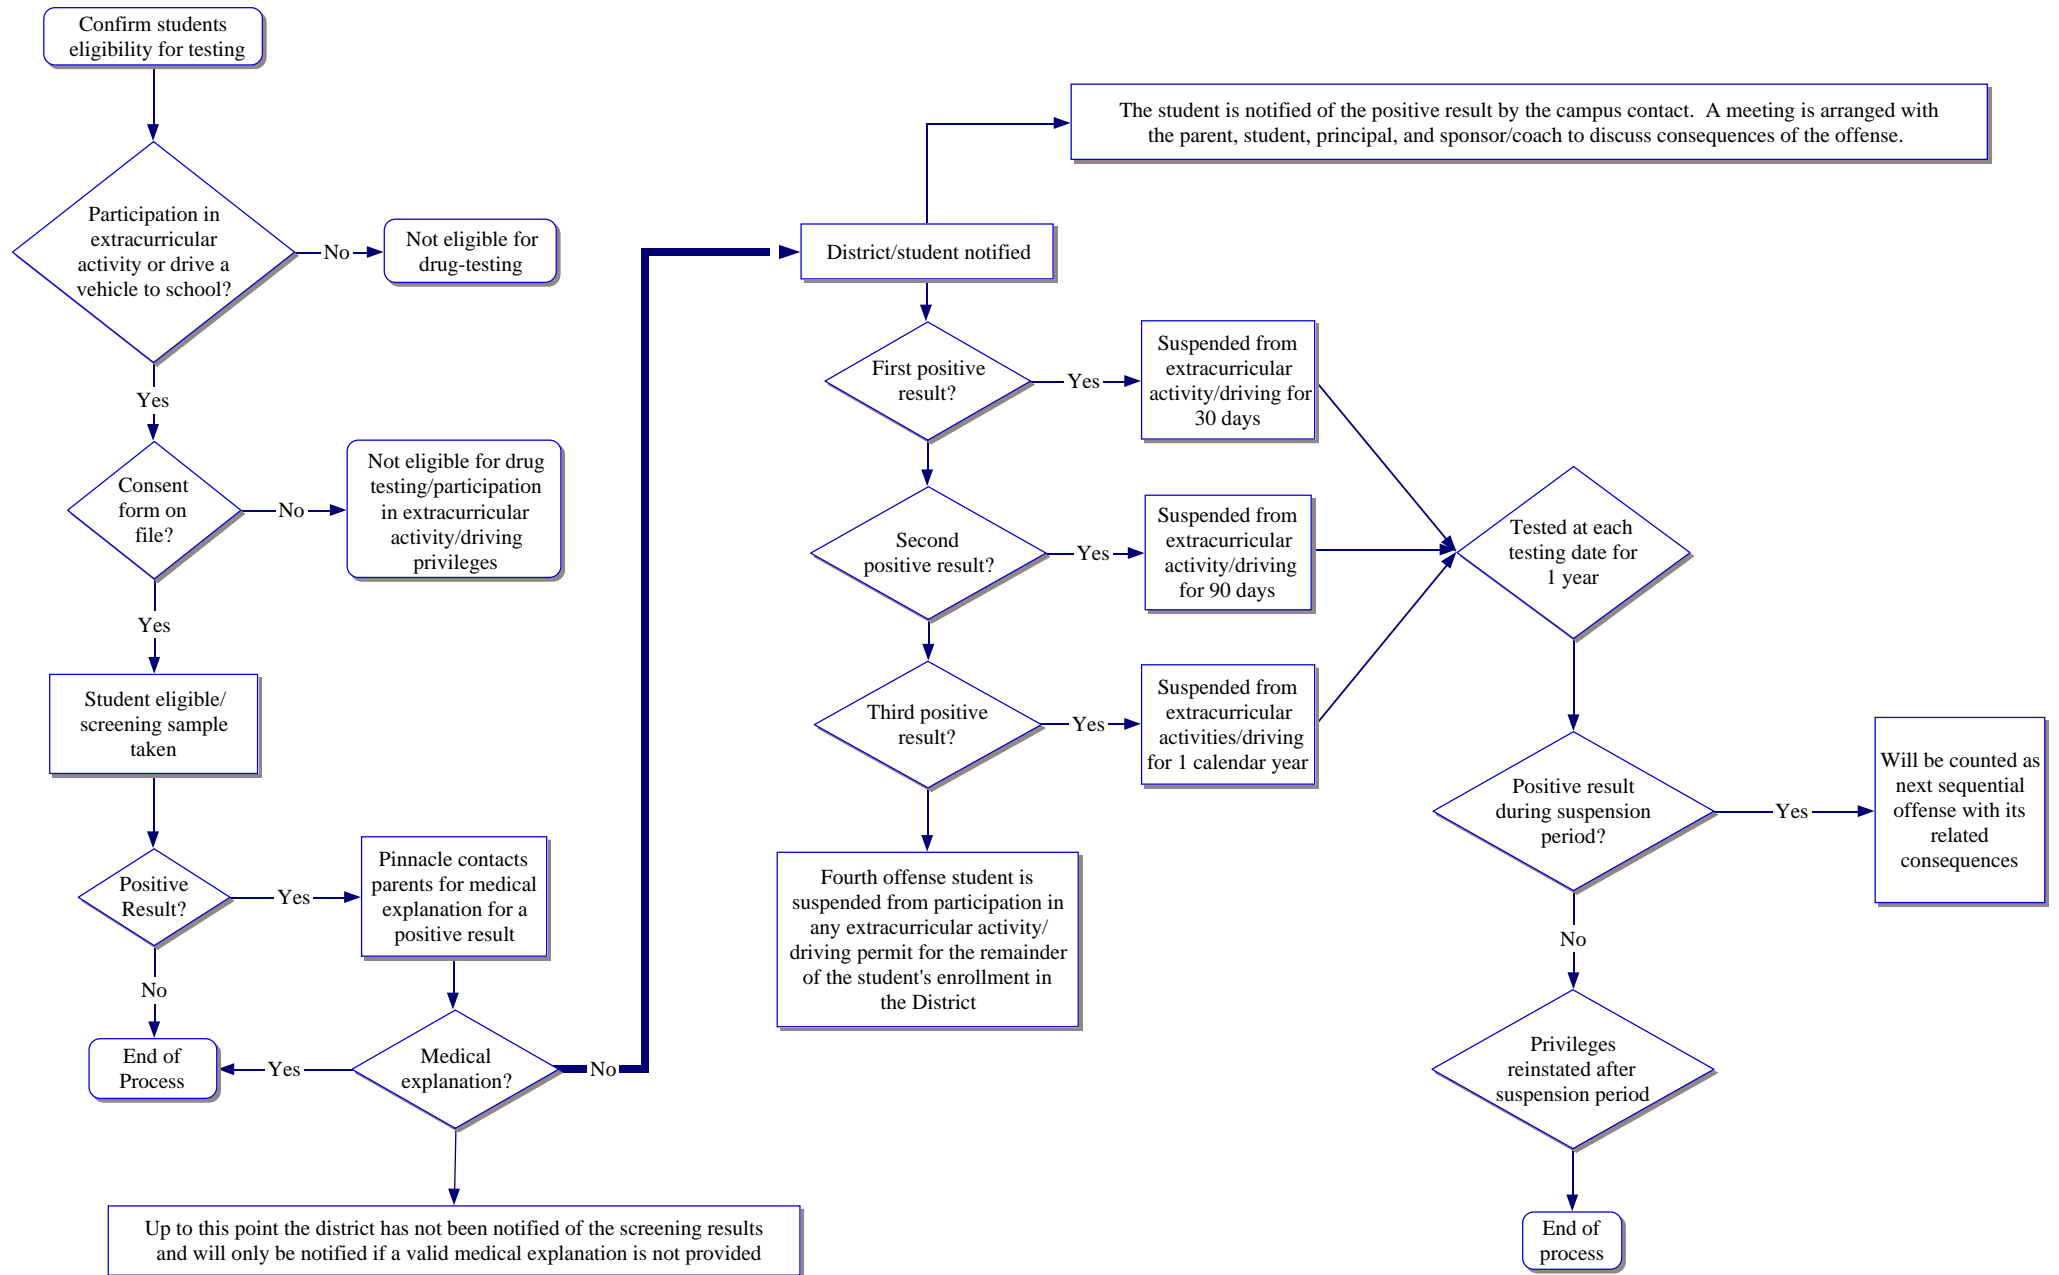 Confirm students
eligibility for testing
Participation in
extracurricular
activity or drive a
vehicle to school?
No
Not eligible for
drug-testing
Yes
Consent
form on
file?
No
Not eligible for drug
testing/participation
in extracurricular
activity/driving
privileges
Yes
Student eligible/
screening sample
taken
Positive
Result?
Yes
Pinnacle contacts
parents for medical
explanation for a
positive result
No
End of
Process
Yes
Medical
explanation?
No
Up to this point the district has not been notified of the screening results
and will only be notified if a valid medical explanation is not provided
The student is notified of the positive result by the campus contact. A meeting is arranged with
the parent, student, principal, and sponsor/coach to discuss consequences of the offense.
District/student notified
First positive
result?
Yes
Suspended from
extracurricular
activity/driving for
30 days
Second
positive result?
Yes
Suspended from
extracurricular
activity/driving
for 90 days
Third positive
result?
Yes
Suspended from
extracurricular
activities/driving
for 1 calendar year
Fourth offense student is
suspended from participation in
any extracurricular activity/
driving permit for the remainder
of the student's enrollment in
the District
Tested at each
testing date for
1 year
Positive result
during suspension
period?
Yes
Will be counted as
next sequential
offense with its
related
consequences
No
Privileges
reinstated after
suspension period
End of
process